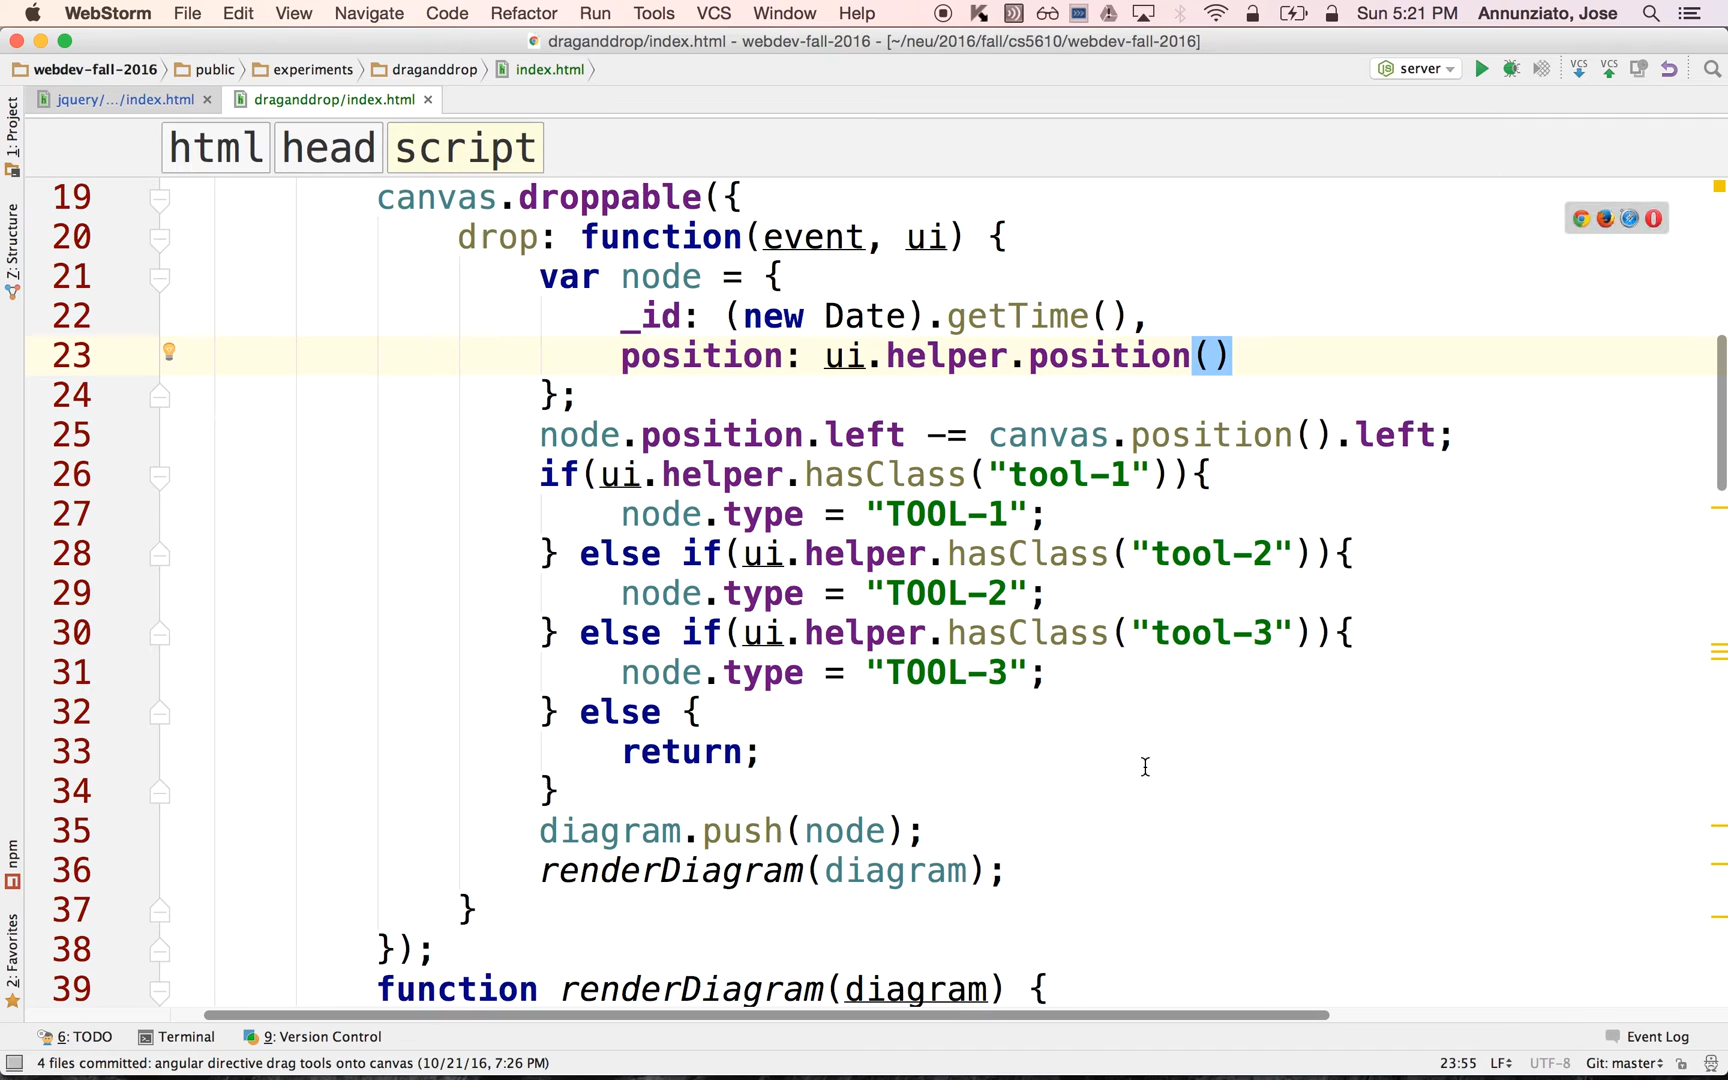 WebStorm File Edit View Navigate Code Refactor Run Tools VCS Window Help Sun 5:21 PM Annunziato, Jose
draganddrop/index.html - webdev-fall-2016 - [~/neu/2016/fall/cs5610/webdev-fall-2016]
webdev-fall-2016 public experiments draganddrop index.html server VCS VCS
jquery/.../index.html draganddrop/index.html
1: Project
Z: Structure
npm
2: Favorites
html head script
19 canvas.droppable({
20 drop: function(event, ui) {
21 var node = {
22 _id: (new Date).getTime(),
23 position: ui.helper.position()
24 };
25 node.position.left -= canvas.position().left;
26 if(ui.helper.hasClass("tool-1")){
27 node.type = "TOOL-1";
28 } else if(ui.helper.hasClass("tool-2")){
29 node.type = "TOOL-2";
30 } else if(ui.helper.hasClass("tool-3")){
31 node.type = "TOOL-3";
32 } else {
33 return;
34 }
35 diagram.push(node);
36 renderDiagram(diagram);
37 }
38 });
39 function renderDiagram(diagram) {
6: TODO Terminal 9: Version Control Event Log
4 files committed: angular directive drag tools onto canvas (10/21/16, 7:26 PM) 23:55 LF UTF-8 Git: master